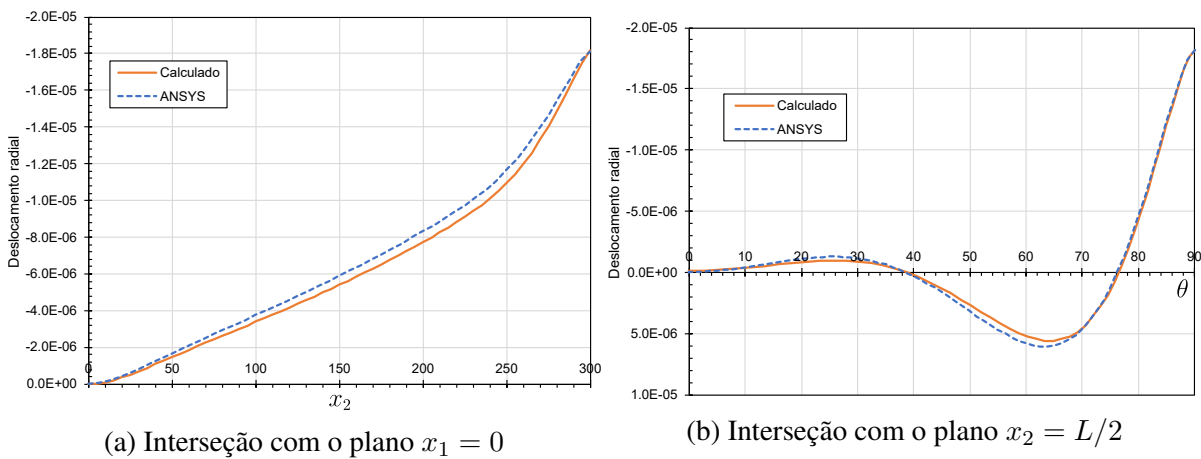 -2.0E-05
-1.8E-05
-1.6E-05
-1.4E-05
-1.2E-05
-1.0E-05
-8.0E-06
-6.0E-06
-4.0E-06
-2.0E-06
0.0E+00
Deslocamento radial
Calculado
ANSYS
0 50 100 150 200 250 300
x₂
(a) Interseção com o plano x₁ = 0
-2.0E-05
-1.5E-05
-1.0E-05
-5.0E-06
0.0E+00
5.0E-06
1.0E-05
Deslocamento radial
Calculado
ANSYS
0 10 20 30 40 50 60 70 80 90
θ
(b) Interseção com o plano x₂ = L/2